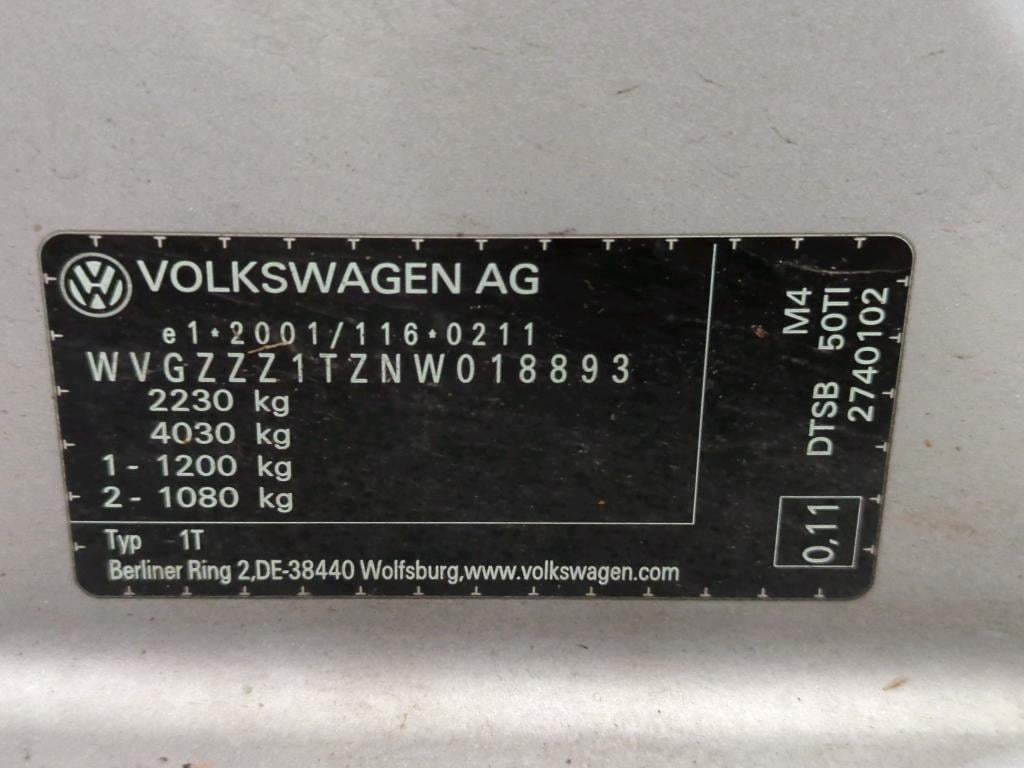 VOLKSWAGEN AG
e1*2001/116*0211
WVGZZZ1TZNW018893
2230 kg
4030 kg
1 - 1200 kg
2 - 1080 kg
Typ 1T
Berliner Ring 2,DE-38440 Wolfsburg,www.volkswagen.com
M4
DTSB 50TI
2740102
0,11